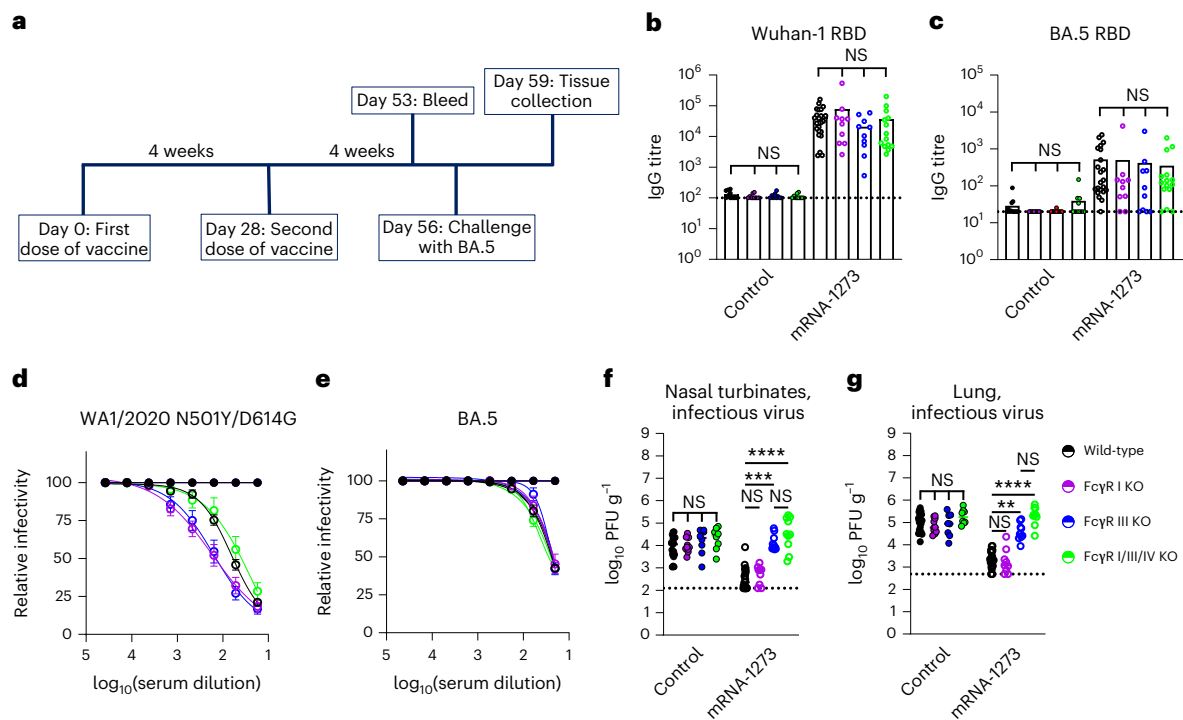 a
Day 53: Bleed
Day 59: Tissue
collection
4 weeks
4 weeks
Day 0: First
dose of vaccine
Day 28: Second
dose of vaccine
Day 56: Challenge
with BA.5
b
Wuhan-1 RBD
IgG titre
10⁶
10⁵
10⁴
10³
10²
10¹
10⁰
NS
NS
Control
mRNA-1273
c
BA.5 RBD
IgG titre
10⁵
10⁴
10³
10²
10¹
10⁰
NS
NS
Control
mRNA-1273
d
WA1/2020 N501Y/D614G
Relative infectivity
100
75
50
25
0
5 4 3 2 1
log₁₀(serum dilution)
e
BA.5
Relative infectivity
100
75
50
25
0
5 4 3 2 1
log₁₀(serum dilution)
f
Nasal turbinates,
infectious virus
log₁₀ PFU g⁻¹
9
8
7
6
5
4
3
2
1
0
NS
****
***
NS NS
Control
mRNA-1273
g
Lung,
infectious virus
log₁₀ PFU g⁻¹
9
8
7
6
5
4
3
2
1
0
NS
NS
****
**
NS
Control
mRNA-1273
Wild-type
FcγR I KO
FcγR III KO
FcγR I/III/IV KO